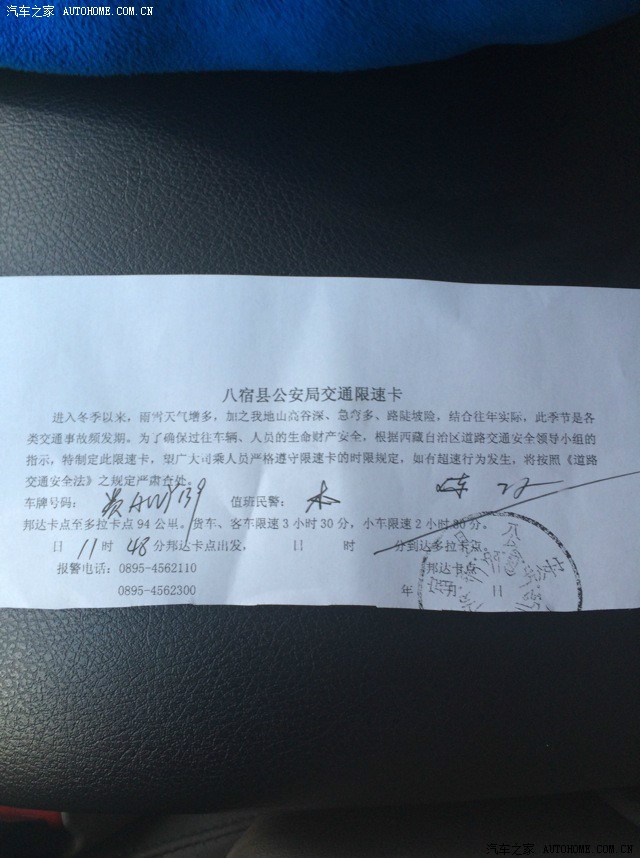 汽车之家 AUTOHOME.COM.CN
八宿县公安局交通限速卡
进入冬季以来，雨雪天气增多，加之我地山高谷深、急弯多、路陡坡险，结合往年实际，此季节是各
类交通事故频发期。为了确保过往车辆、人员的生命财产安全，根据西藏自治区道路交通安全领导小组的
指示，特制定此限速卡，望广大司乘人员严格遵守限速卡的时限规定，如有超速行为发生，将按照《道路
交通安全法》之规定严肃查处。
车牌号码： 值班民警：
邦达卡点至多拉卡点 94 公里。货车、客车限速 3 小时 30 分，小车限速 2 小时 30 分。
日 11 时 48 分邦达卡点出发， 日 时 分到达多拉卡点
报警电话：0895-4562110 邦达卡点
0895-4562300 年 月 日
汽车之家 AUTOHOME.COM.CN